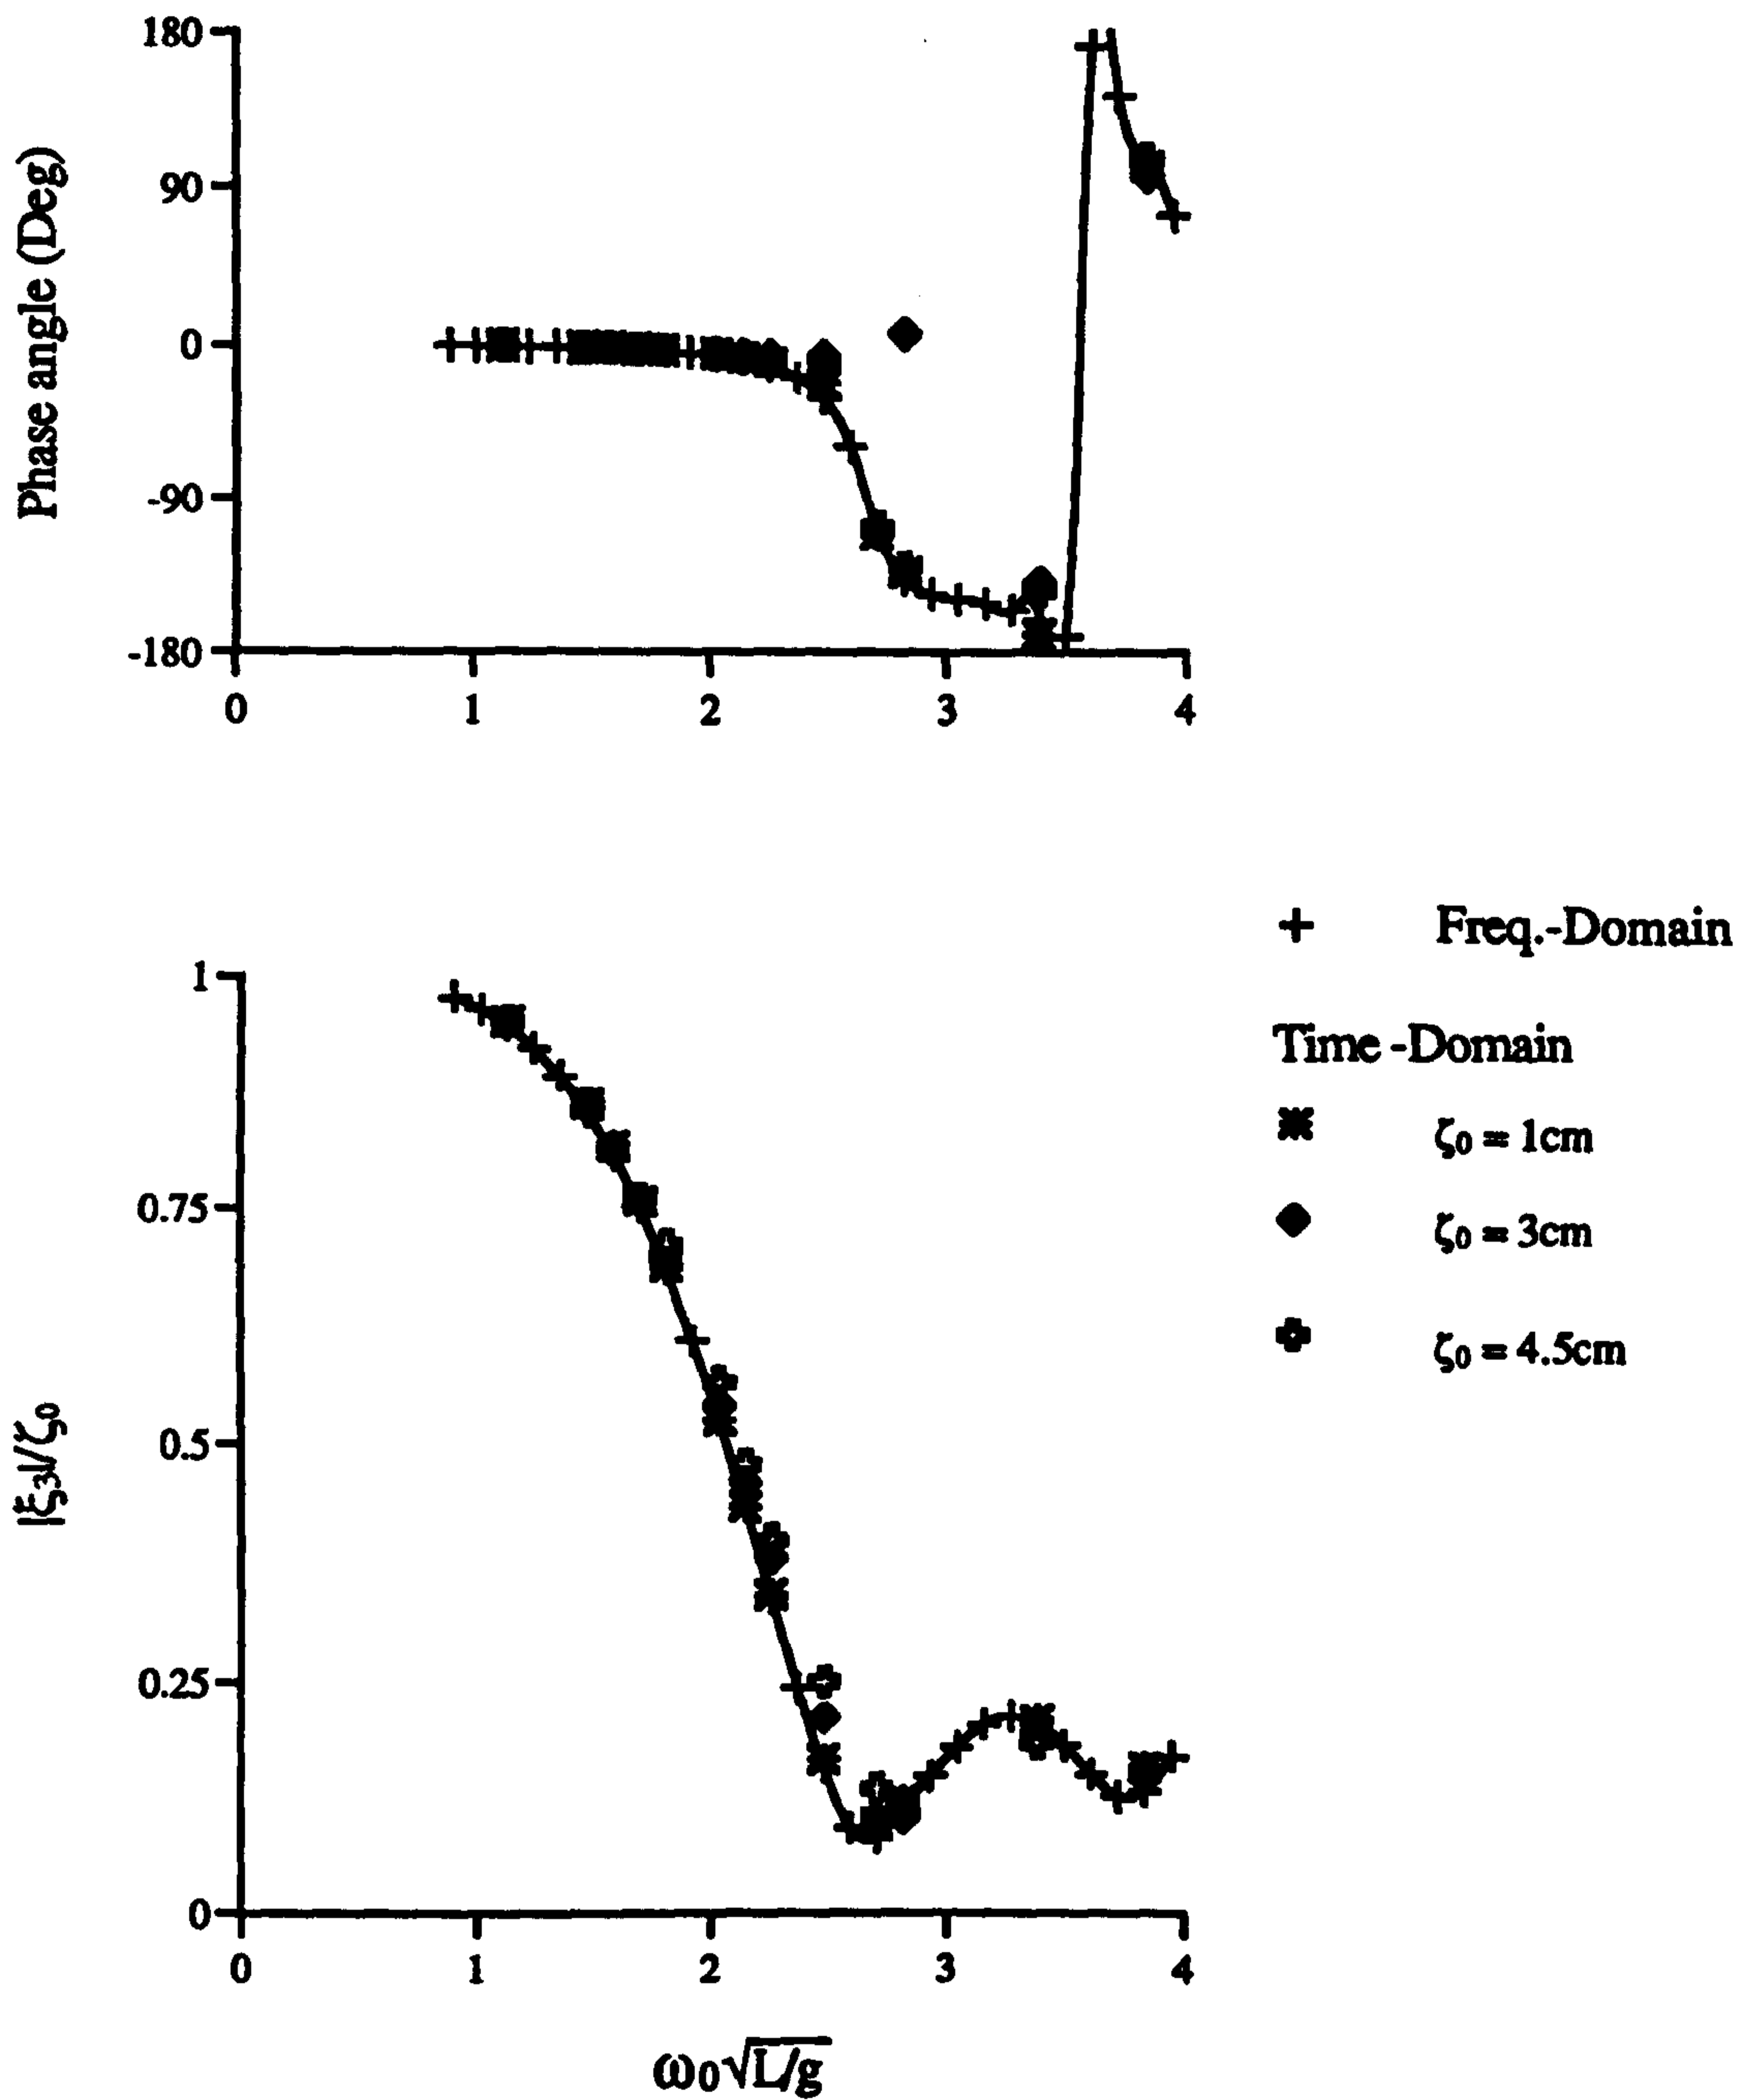 180
90
0
-90
-180
Phase angle (Deg)
0 1 2 3 4
+ Freq.-Domain
Time-Domain
ζ0 = 1cm
ζ0 = 3cm
ζ0 = 4.5cm
1
0.75
0.5
0.25
0
|ξ3|/ζ0
0 1 2 3 4
ω0√L/g